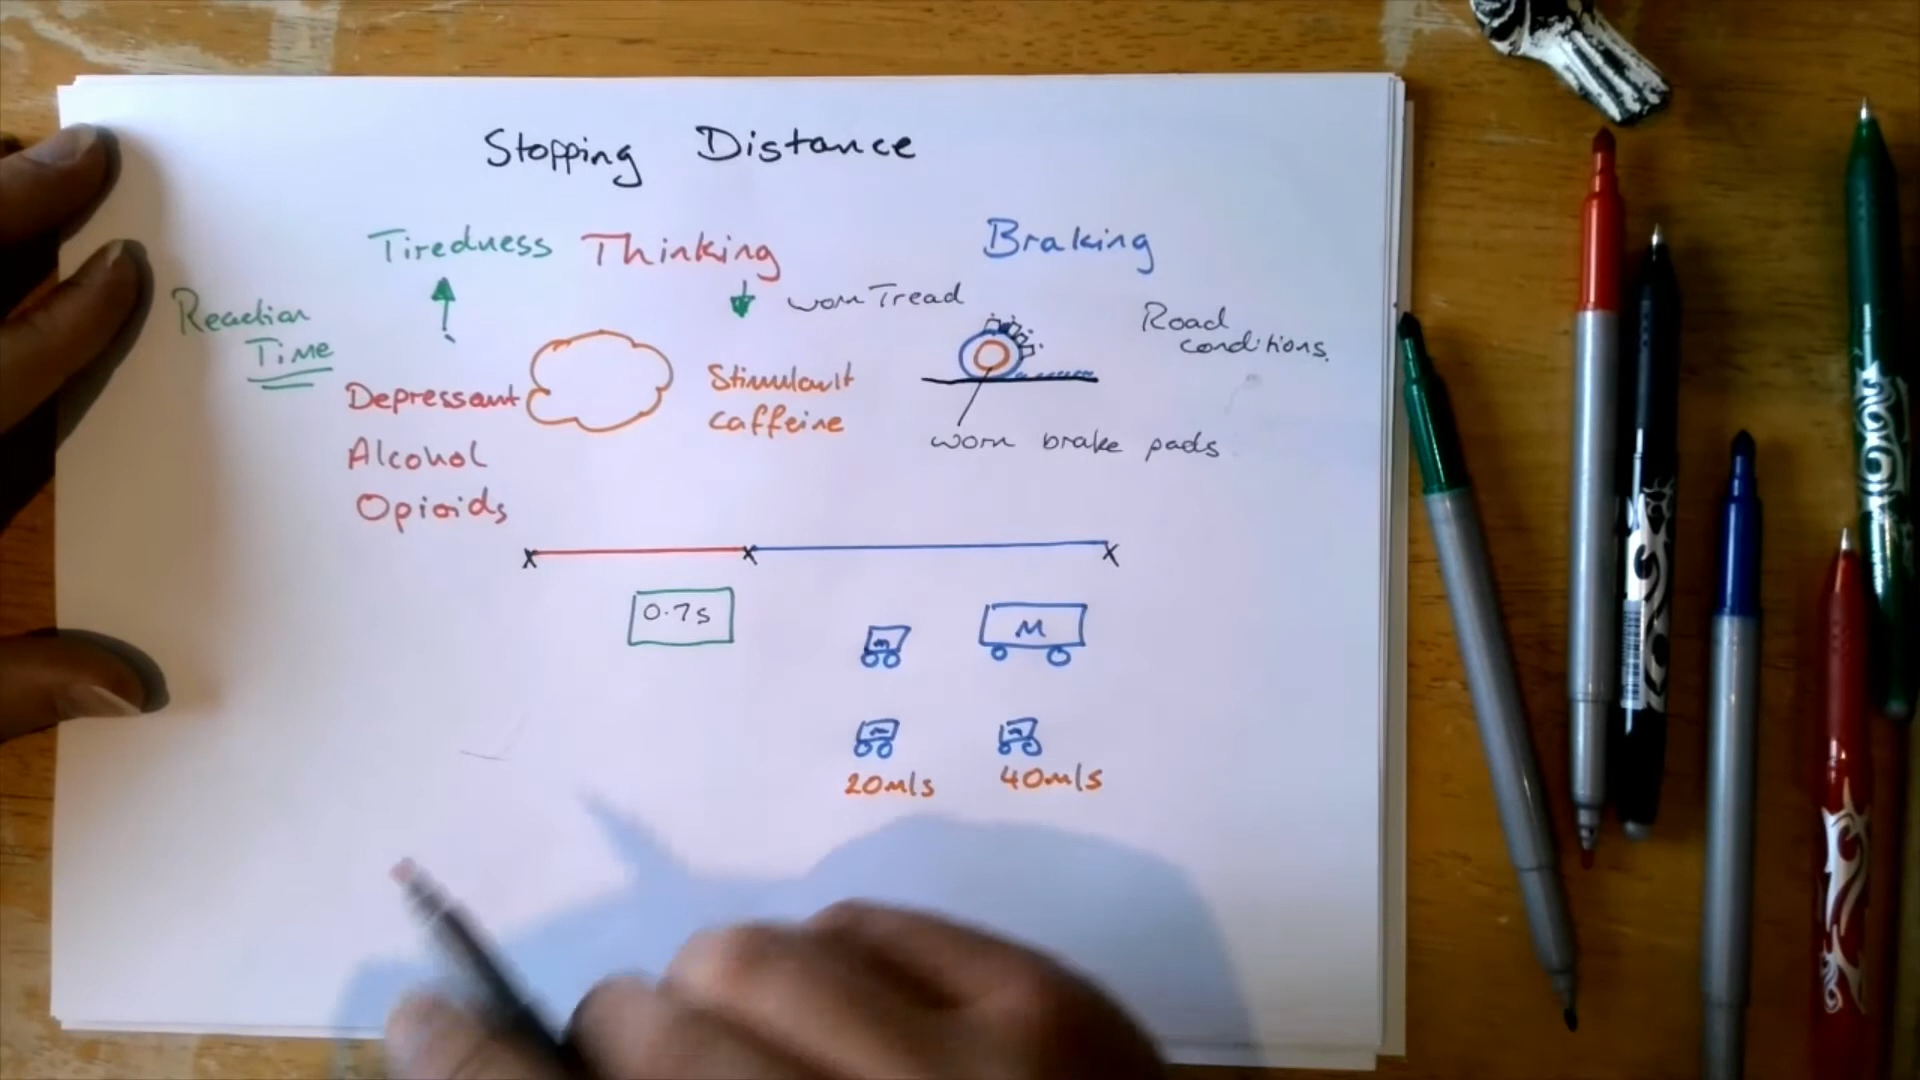 Stopping Distance
Tiredness Thinking Braking
Reaction Time
worn Tread
Road conditions.
Depressant
Alcohol
Opioids
Stimulant
caffeine
worn brake pads
x x x
0.7s
m M
m m
20m/s 40m/s